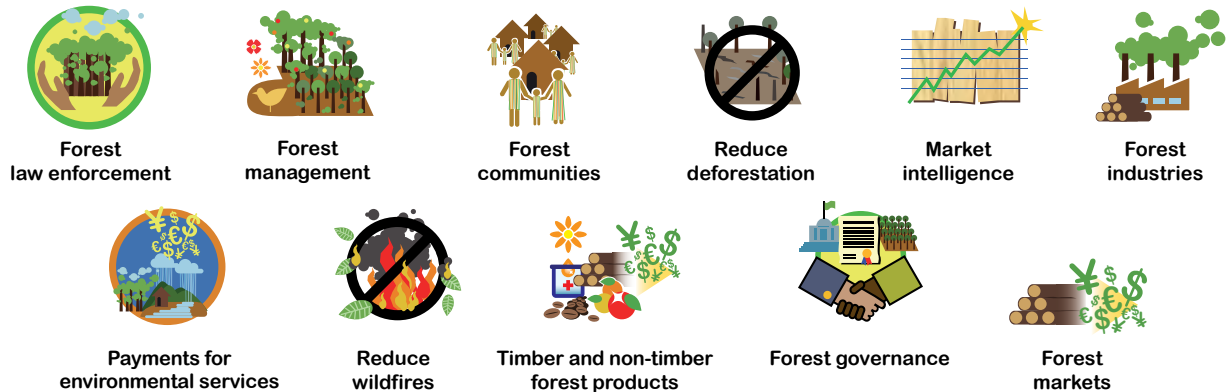 Forest
law enforcement
Forest
management
Forest
communities
Reduce
deforestation
Market
intelligence
Forest
industries
Payments for
environmental services
Reduce
wildfires
Timber and non-timber
forest products
Forest governance
Forest
markets